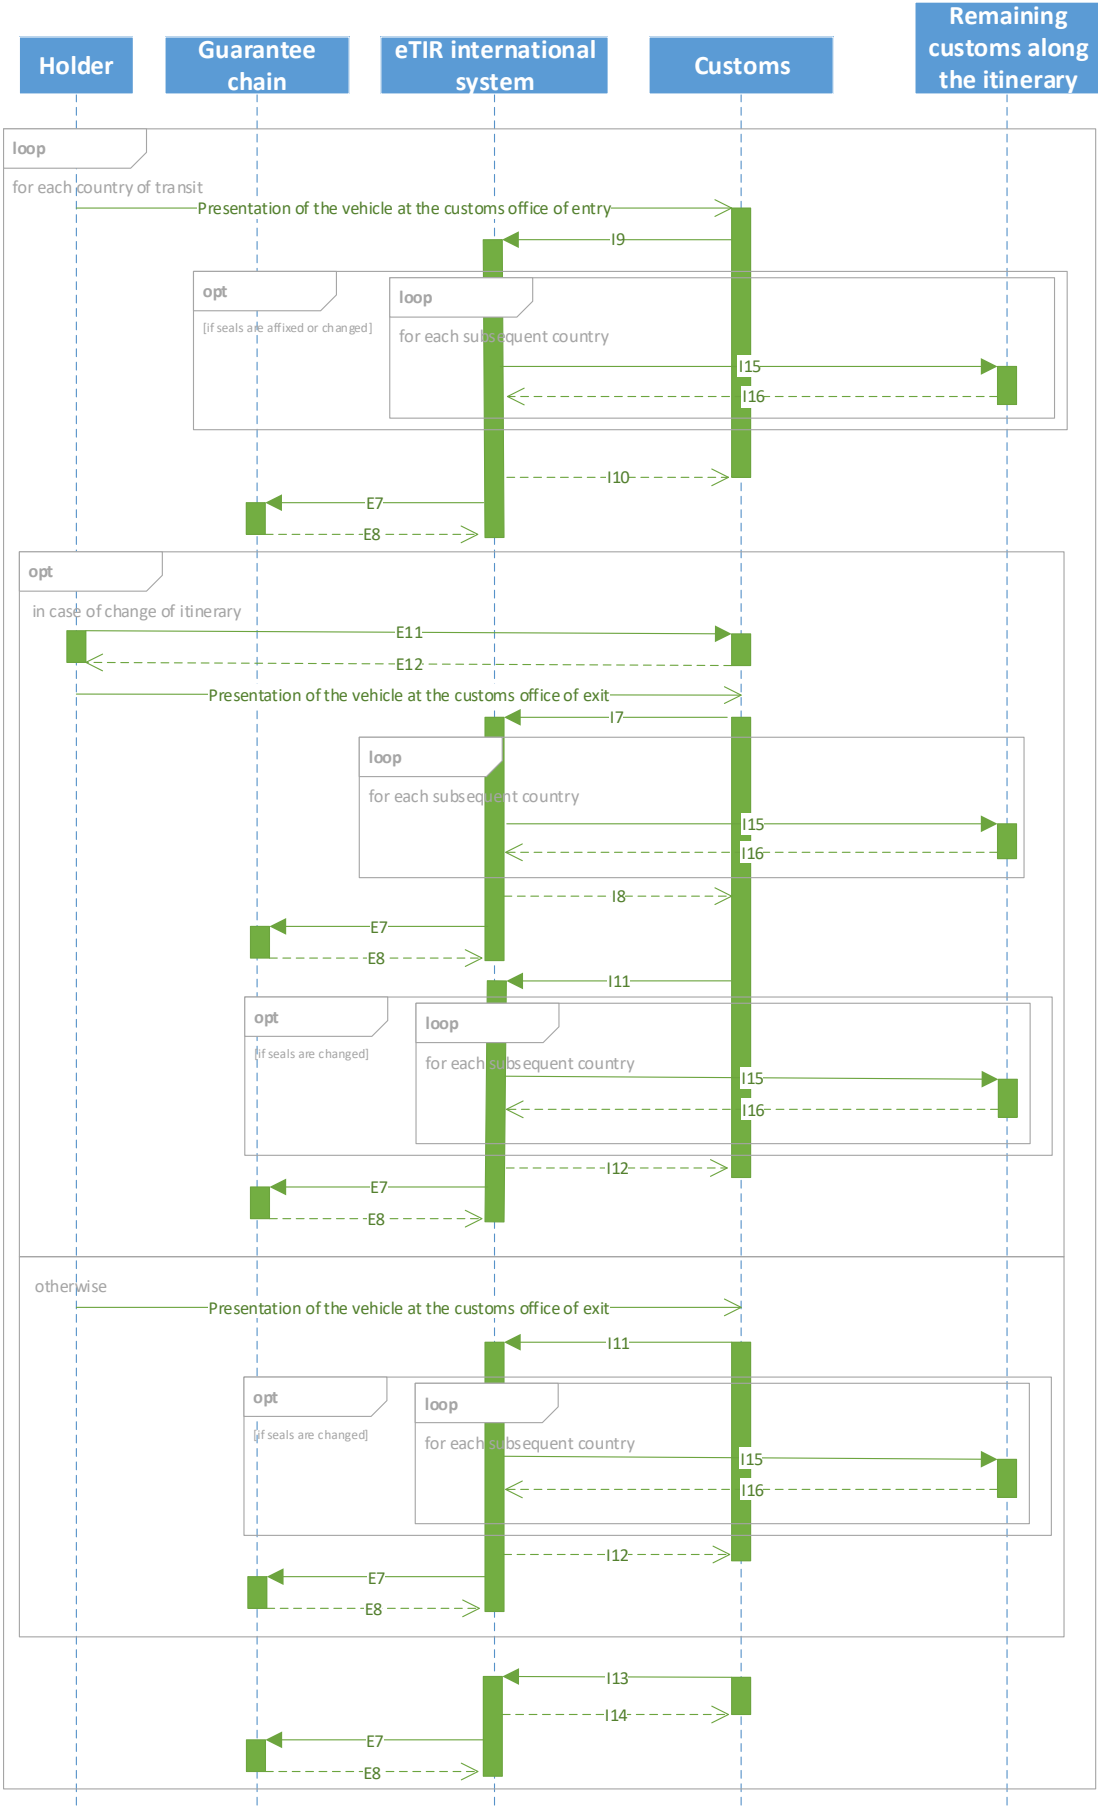 Holder
Guarantee
chain
eTIR international
system
Customs
Remaining
customs along
the itinerary
loop
for each country of transit
Presentation of the vehicle at the customs office of entry
I9
opt
[if seals are affixed or changed]
loop
for each subsequent country
I15
I16
I10
E7
E8
opt
in case of change of itinerary
E11
E12
Presentation of the vehicle at the customs office of exit
I7
loop
for each subsequent country
I15
I16
I8
E7
E8
I11
opt
[if seals are changed]
loop
for each subsequent country
I15
I16
I12
E7
E8
otherwise
Presentation of the vehicle at the customs office of exit
I11
opt
[if seals are changed]
loop
for each subsequent country
I15
I16
I12
E7
E8
I13
I14
E7
E8